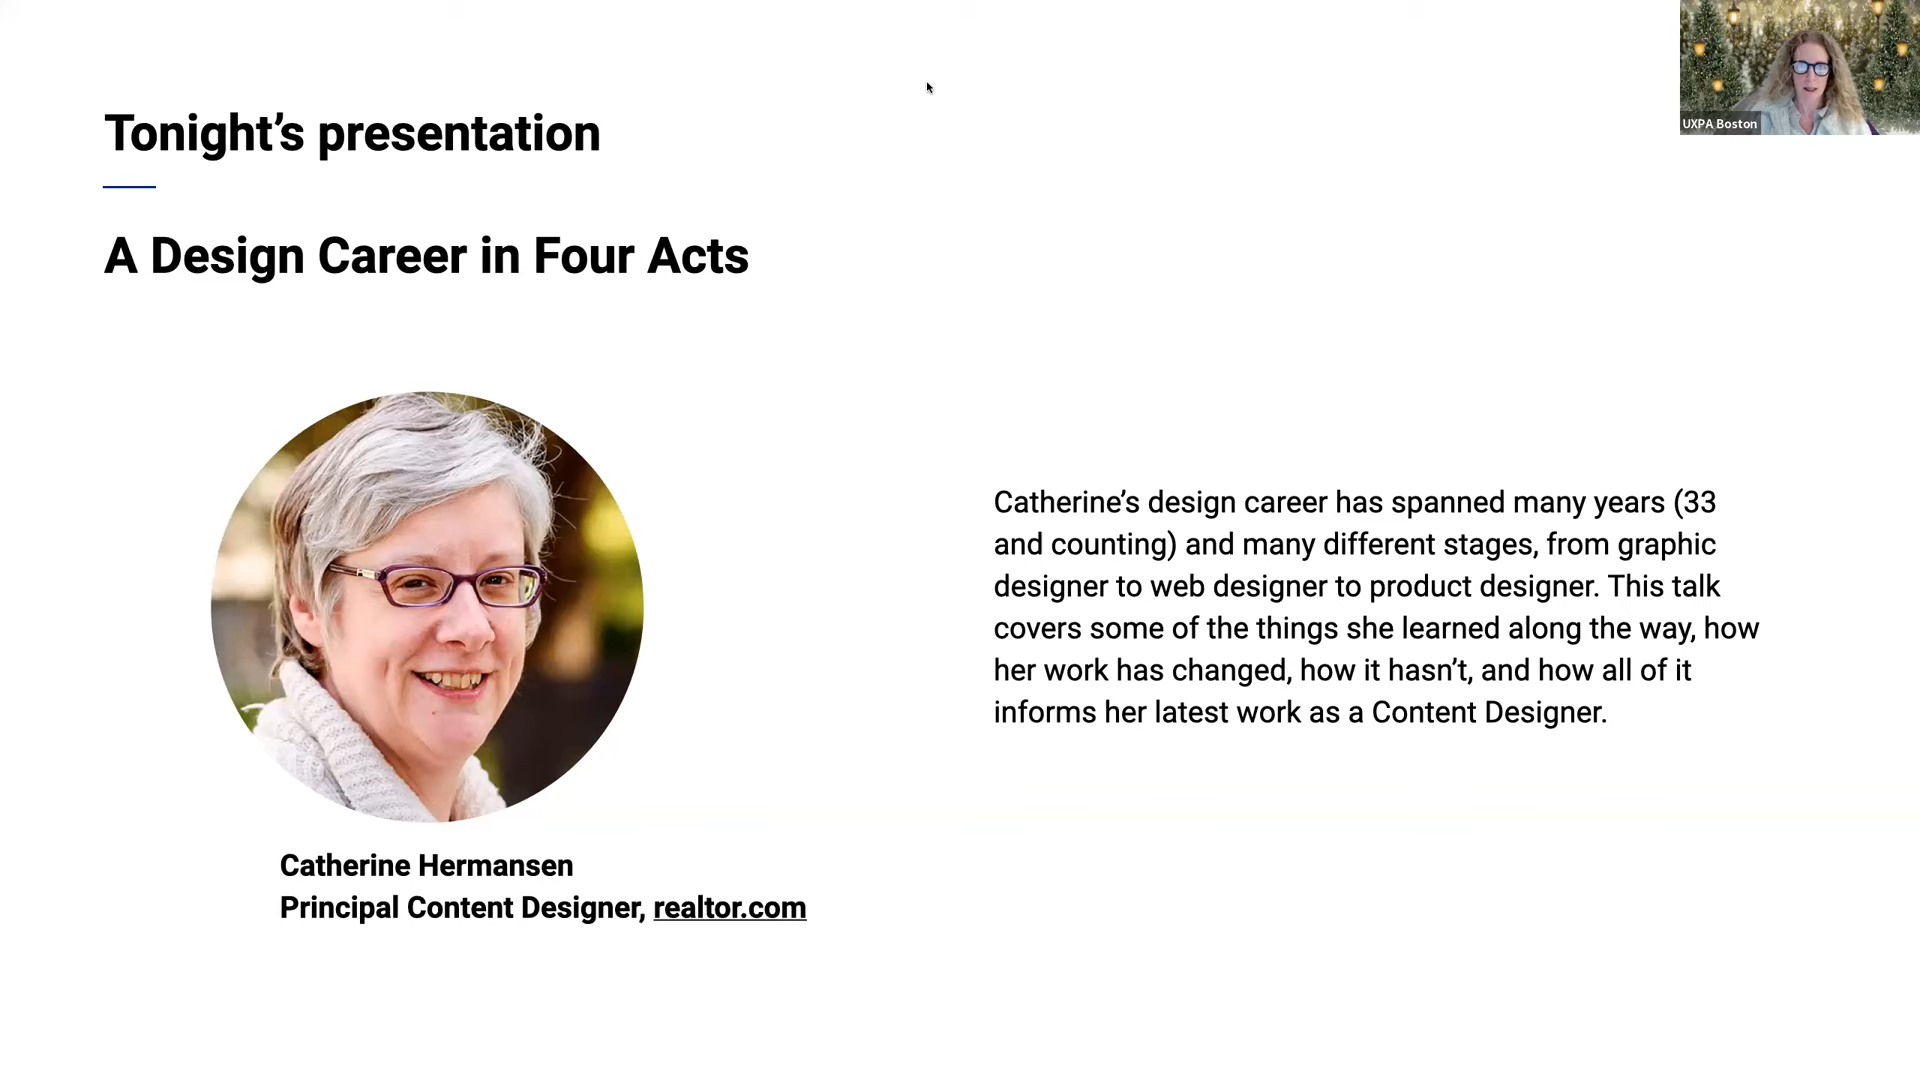 UXPA Boston
Tonight’s presentation
A Design Career in Four Acts
Catherine’s design career has spanned many years (33
and counting) and many different stages, from graphic
designer to web designer to product designer. This talk
covers some of the things she learned along the way, how
her work has changed, how it hasn’t, and how all of it
informs her latest work as a Content Designer.
Catherine Hermansen
Principal Content Designer, realtor.com